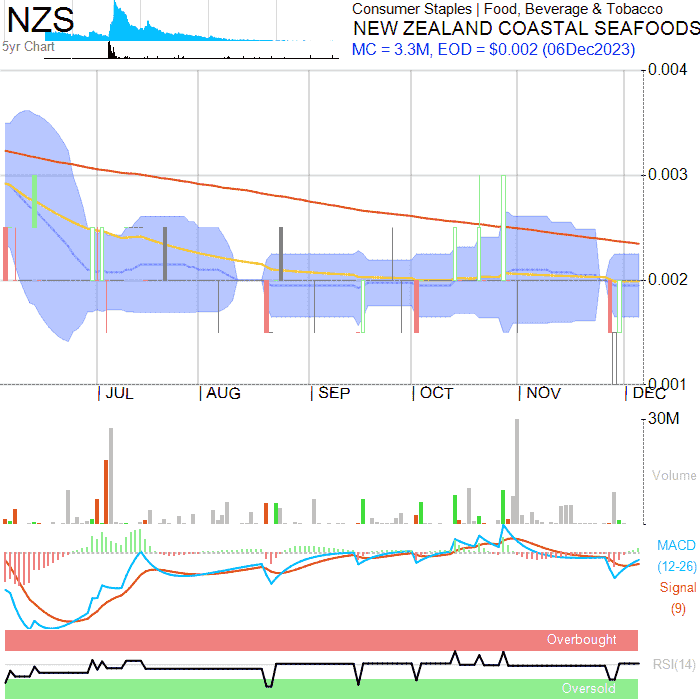 NZS
5yr Chart
Consumer Staples | Food, Beverage & Tobacco
NEW ZEALAND COASTAL SEAFOODS
MC = 3.3M, EOD = $0.002 (06Dec2023)
0.004
0.003
0.002
0.001
JUL AUG SEP OCT NOV DEC
30M
Volume
MACD
(12-26)
Signal
(9)
Overbought
RSI(14)
Oversold